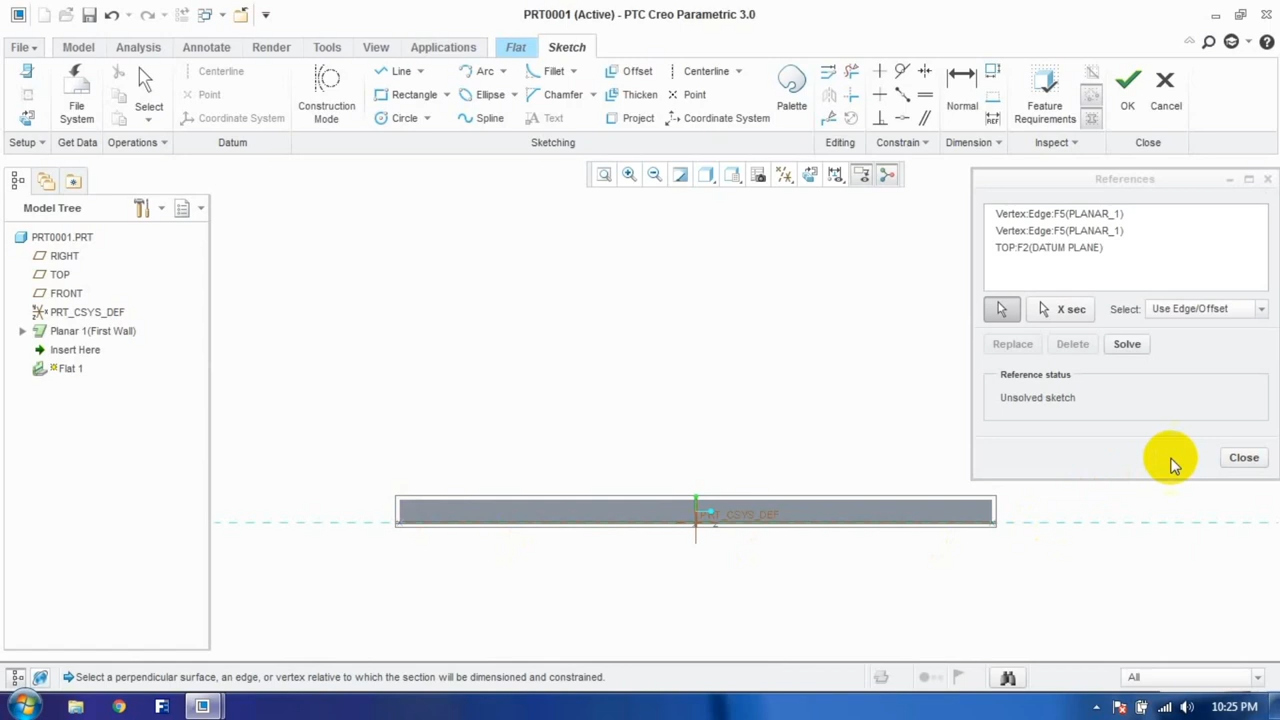 PRT0001 (Active) - PTC Creo Parametric 3.0
File Model Analysis Annotate Render Tools View Applications Flat Sketch
Centerline Line Arc Fillet Offset Centerline
File System Select Point Construction Mode Rectangle Ellipse Chamfer Thicken Point Palette Normal Feature Requirements OK Cancel
Coordinate System Circle Spline Text Project Coordinate System
Setup Get Data Operations Datum Sketching Editing Constrain Dimension Inspect Close
References
Model Tree
PRT0001.PRT
RIGHT
TOP
FRONT
PRT_CSYS_DEF
Planar 1(First Wall)
Insert Here
Flat 1
Vertex:Edge:F5(PLANAR_1)
Vertex:Edge:F5(PLANAR_1)
TOP:F2(DATUM PLANE)
X sec Select: Use Edge/Offset
Replace Delete Solve
Reference status
Unsolved sketch
Close
PRT_CSYS_DEF
Select a perpendicular surface, an edge, or vertex relative to which the section will be dimensioned and constrained.
All
10:25 PM